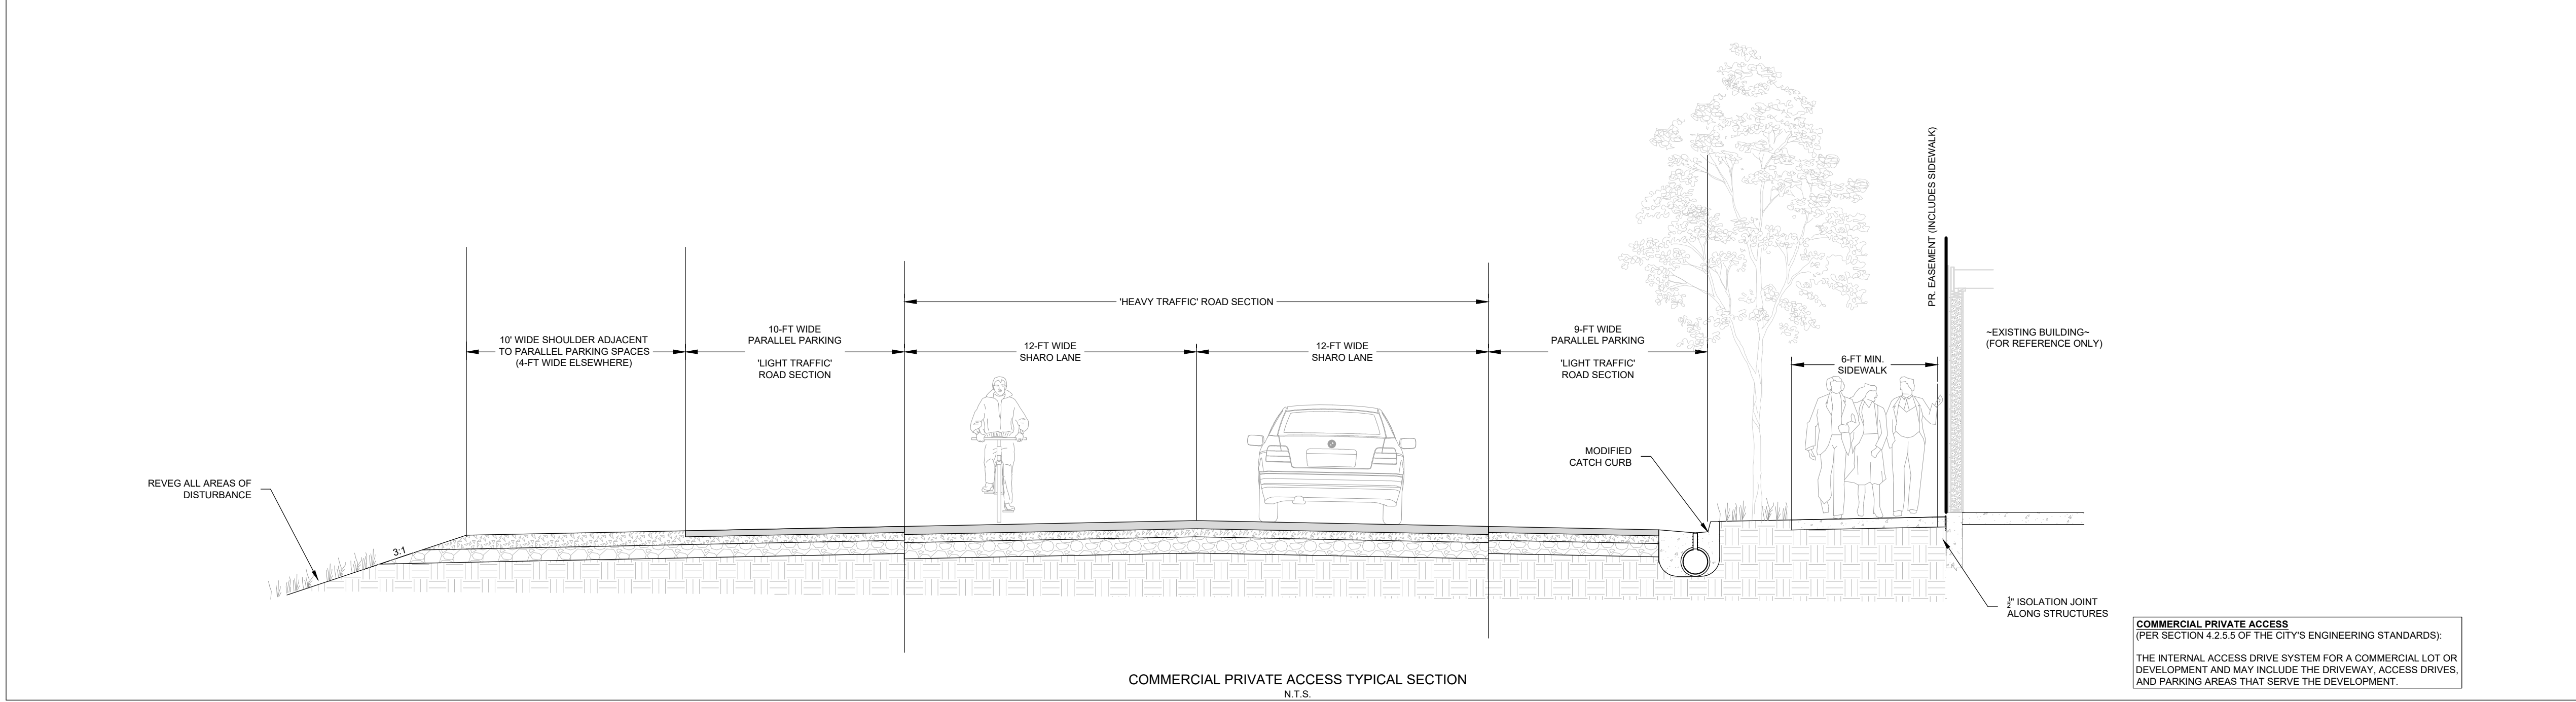 PR. EASEMENT (INCLUDES SIDEWALK)
'HEAVY TRAFFIC' ROAD SECTION
10' WIDE SHOULDER ADJACENT
TO PARALLEL PARKING SPACES
(4-FT WIDE ELSEWHERE)
10-FT WIDE
PARALLEL PARKING
'LIGHT TRAFFIC'
ROAD SECTION
12-FT WIDE
SHARO LANE
12-FT WIDE
SHARO LANE
9-FT WIDE
PARALLEL PARKING
'LIGHT TRAFFIC'
ROAD SECTION
6-FT MIN.
SIDEWALK
~EXISTING BUILDING~
(FOR REFERENCE ONLY)
MODIFIED
CATCH CURB
REVEG ALL AREAS OF
DISTURBANCE
3:1
½" ISOLATION JOINT
ALONG STRUCTURES
COMMERCIAL PRIVATE ACCESS
(PER SECTION 4.2.5.5 OF THE CITY'S ENGINEERING STANDARDS):
THE INTERNAL ACCESS DRIVE SYSTEM FOR A COMMERCIAL LOT OR
DEVELOPMENT AND MAY INCLUDE THE DRIVEWAY, ACCESS DRIVES,
AND PARKING AREAS THAT SERVE THE DEVELOPMENT.
COMMERCIAL PRIVATE ACCESS TYPICAL SECTION
N.T.S.